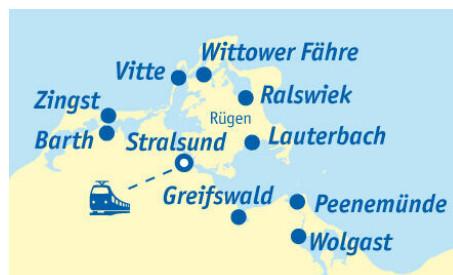 Wittower Fähre
Vitte
Zingst
Ralswiek
Rügen
Barth
Stralsund
Lauterbach
Greifswald
Peenemünde
Wolgast